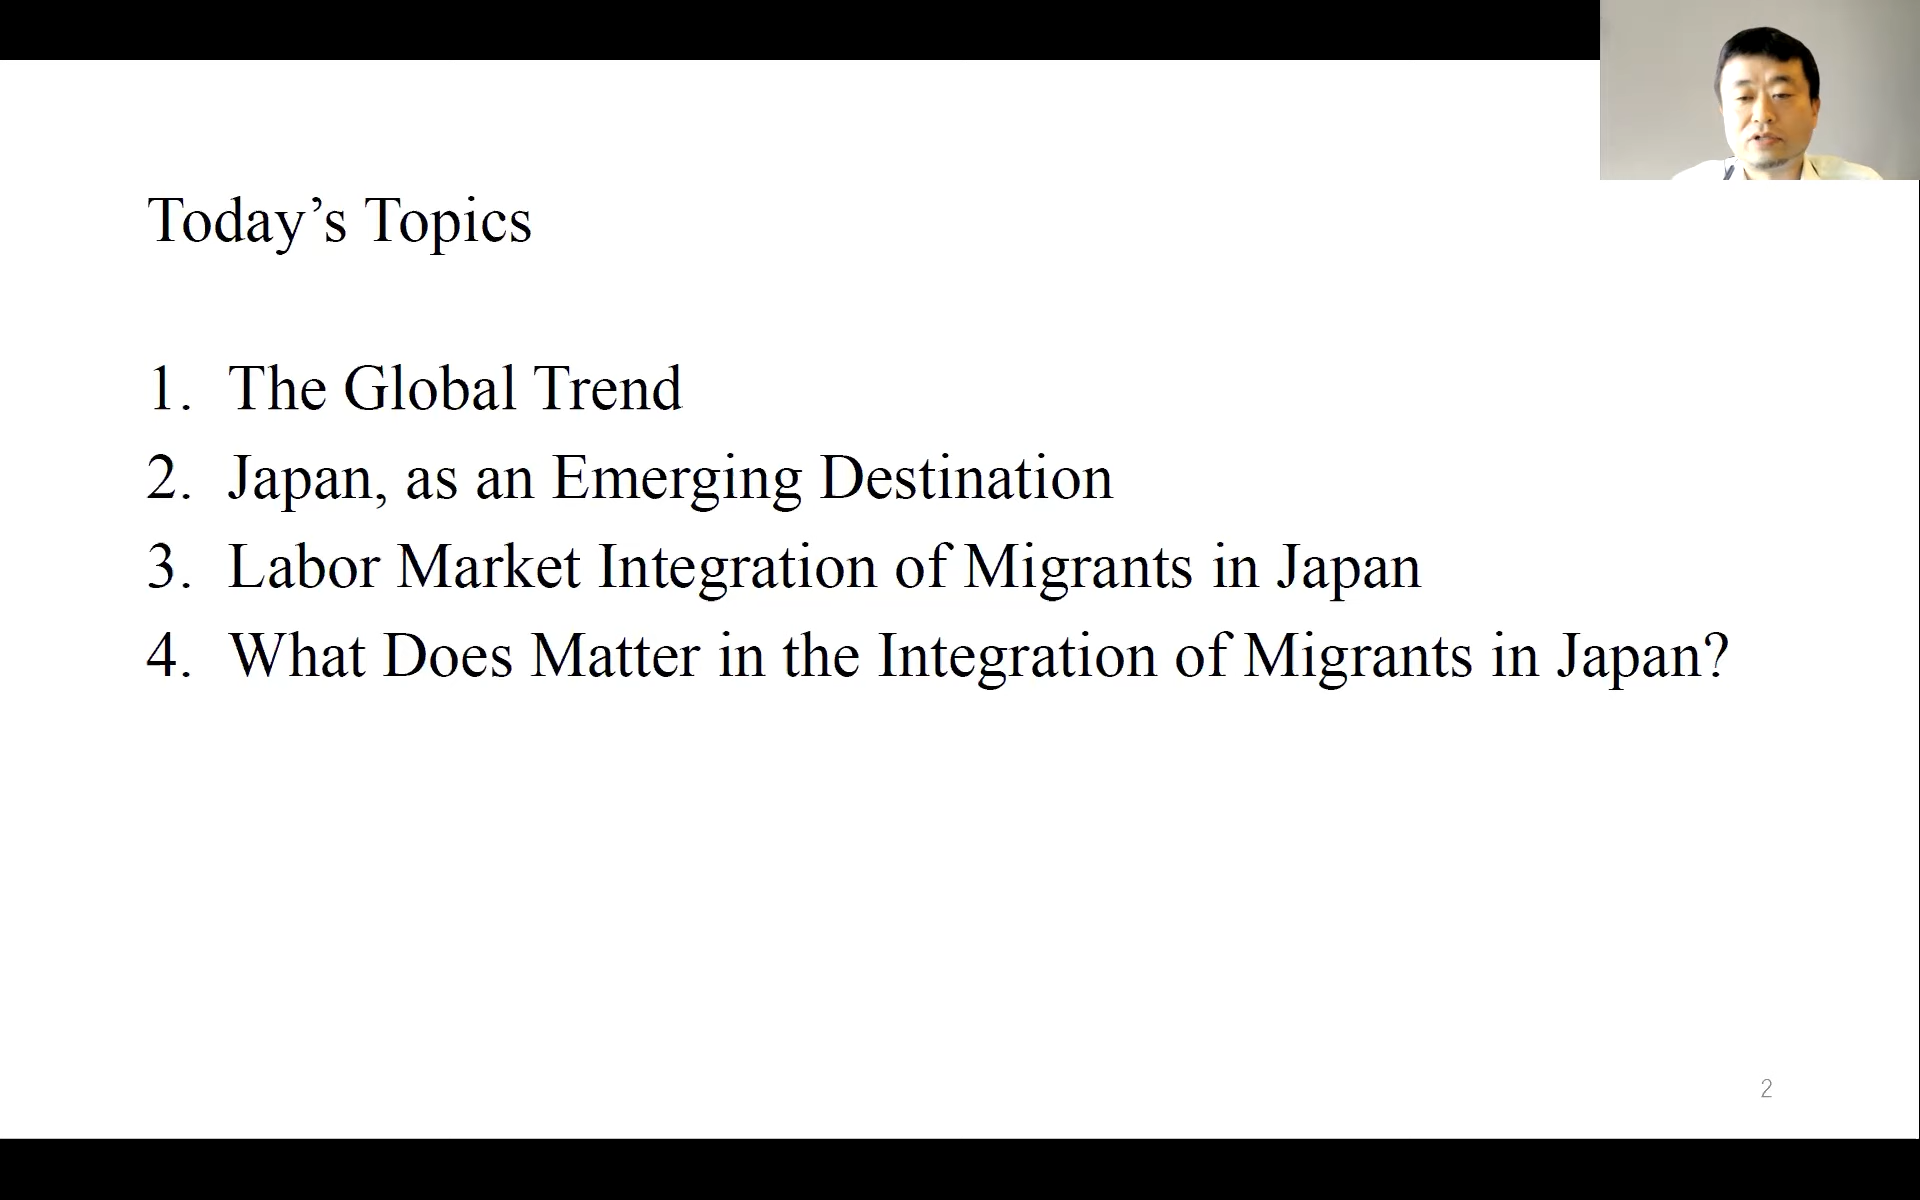 Today’s Topics
1. The Global Trend
2. Japan, as an Emerging Destination
3. Labor Market Integration of Migrants in Japan
4. What Does Matter in the Integration of Migrants in Japan?
2